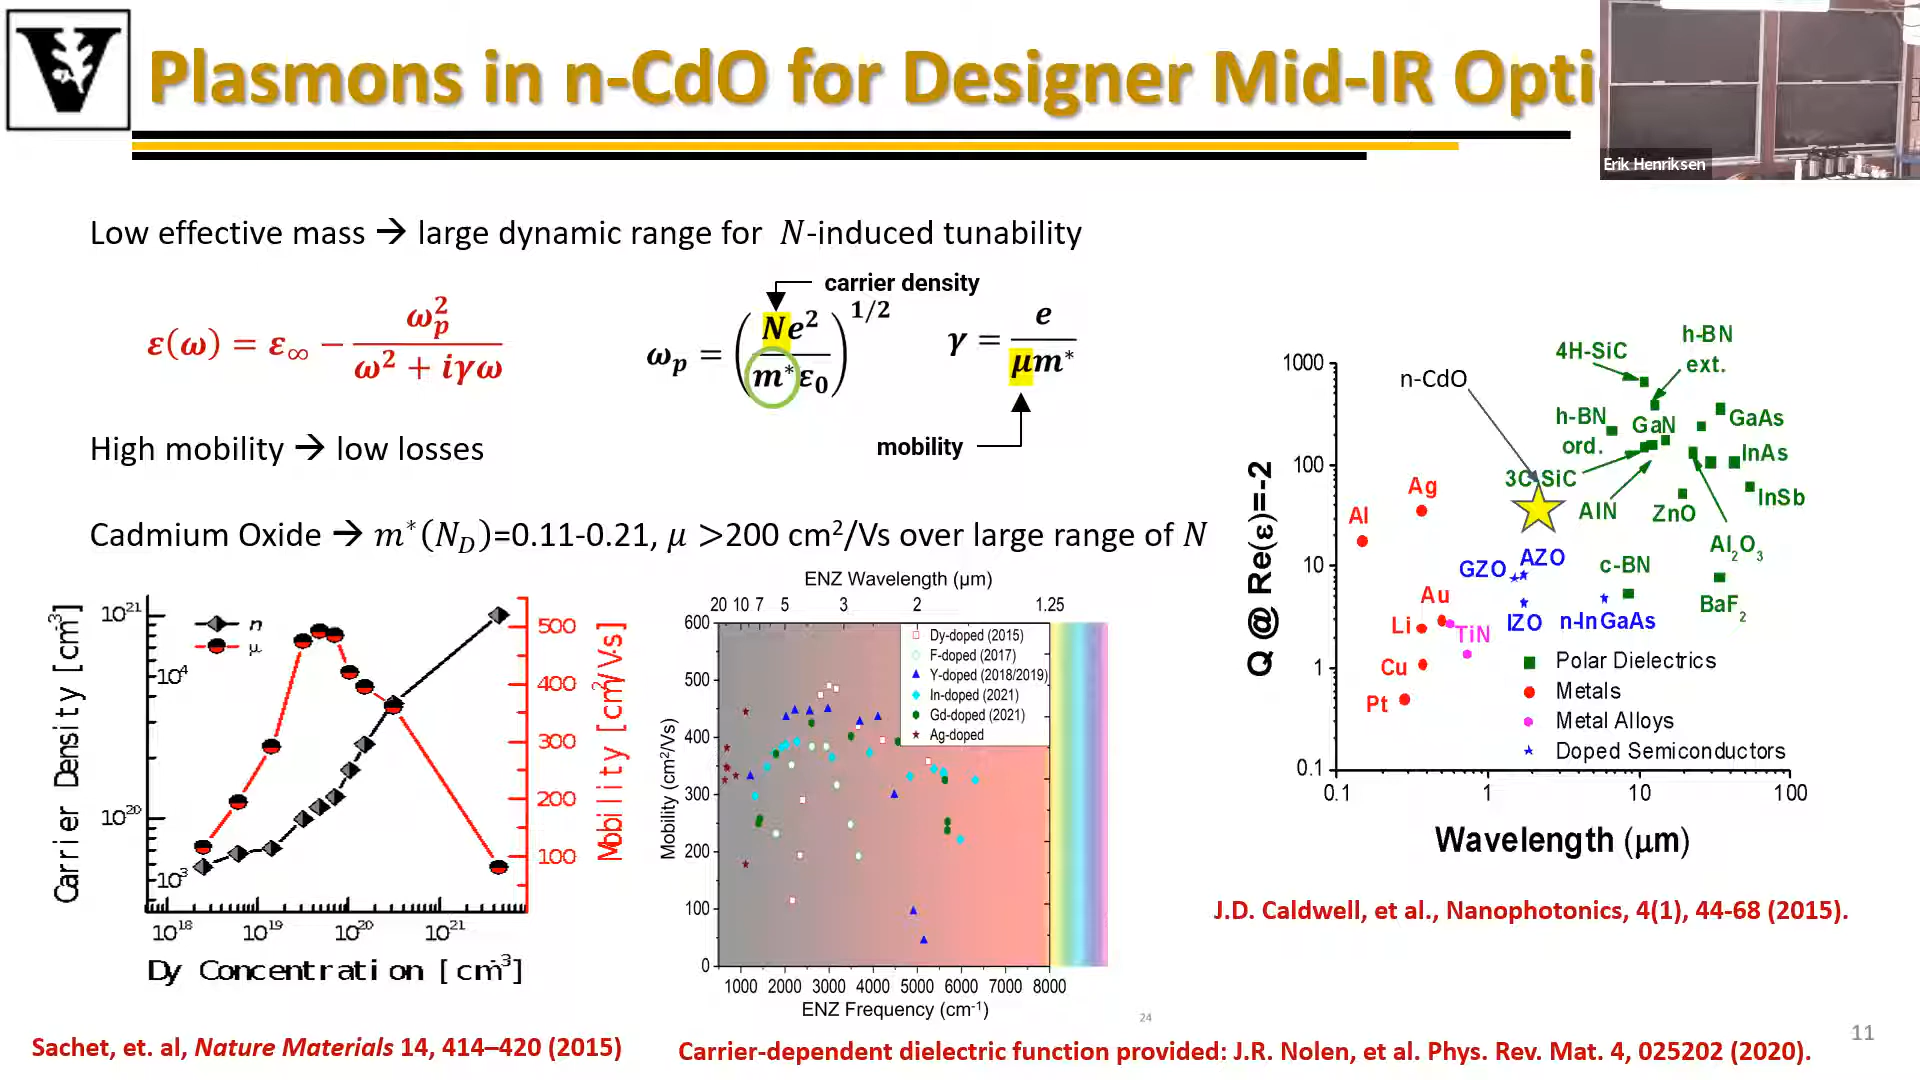 Plasmons in n-CdO for Designer Mid-IR Opti
Erik Henriksen
Low effective mass → large dynamic range for N-induced tunability
ε(ω) = ε∞ − ωp² / (ω² + iγω)
carrier density
ωp = (Ne² / m*ε₀)^1/2
γ = e / μm*
mobility
High mobility → low losses
Cadmium Oxide → m*(N_D)=0.11-0.21, μ >200 cm²/Vs over large range of N
Carrier Density [cm⁻³]
10²¹
10⁴
10²⁰
10³
n
μ
500
400
300
200
100
Mobility [cm²/V·s]
10¹⁸ 10¹⁹ 10²⁰ 10²¹
Dy Concentration [cm⁻³]
Sachet, et. al, Nature Materials 14, 414–420 (2015)
ENZ Wavelength (μm)
20 10 7 5 3 2 1.25
Mobility (cm²/Vs)
600
500
400
300
200
100
0
Dy-doped (2015)
F-doped (2017)
Y-doped (2018/2019)
In-doped (2021)
Gd-doped (2021)
Ag-doped
1000 2000 3000 4000 5000 6000 7000 8000
ENZ Frequency (cm⁻¹)
24
Carrier-dependent dielectric function provided: J.R. Nolen, et al. Phys. Rev. Mat. 4, 025202 (2020).
Q @ Re(ε)=-2
1000
100
10
1
0.1
n-CdO
4H-SiC
h-BN
ext.
h-BN
ord.
GaN
GaAs
InAs
3C-SiC
InSb
AlN
ZnO
Al₂O₃
Ag
Al
GZO
AZO
c-BN
BaF₂
Au
Li
TiN
IZO
n-InGaAs
Cu
Pt
Polar Dielectrics
Metals
Metal Alloys
Doped Semiconductors
0.1 1 10 100
Wavelength (μm)
J.D. Caldwell, et al., Nanophotonics, 4(1), 44-68 (2015).
11